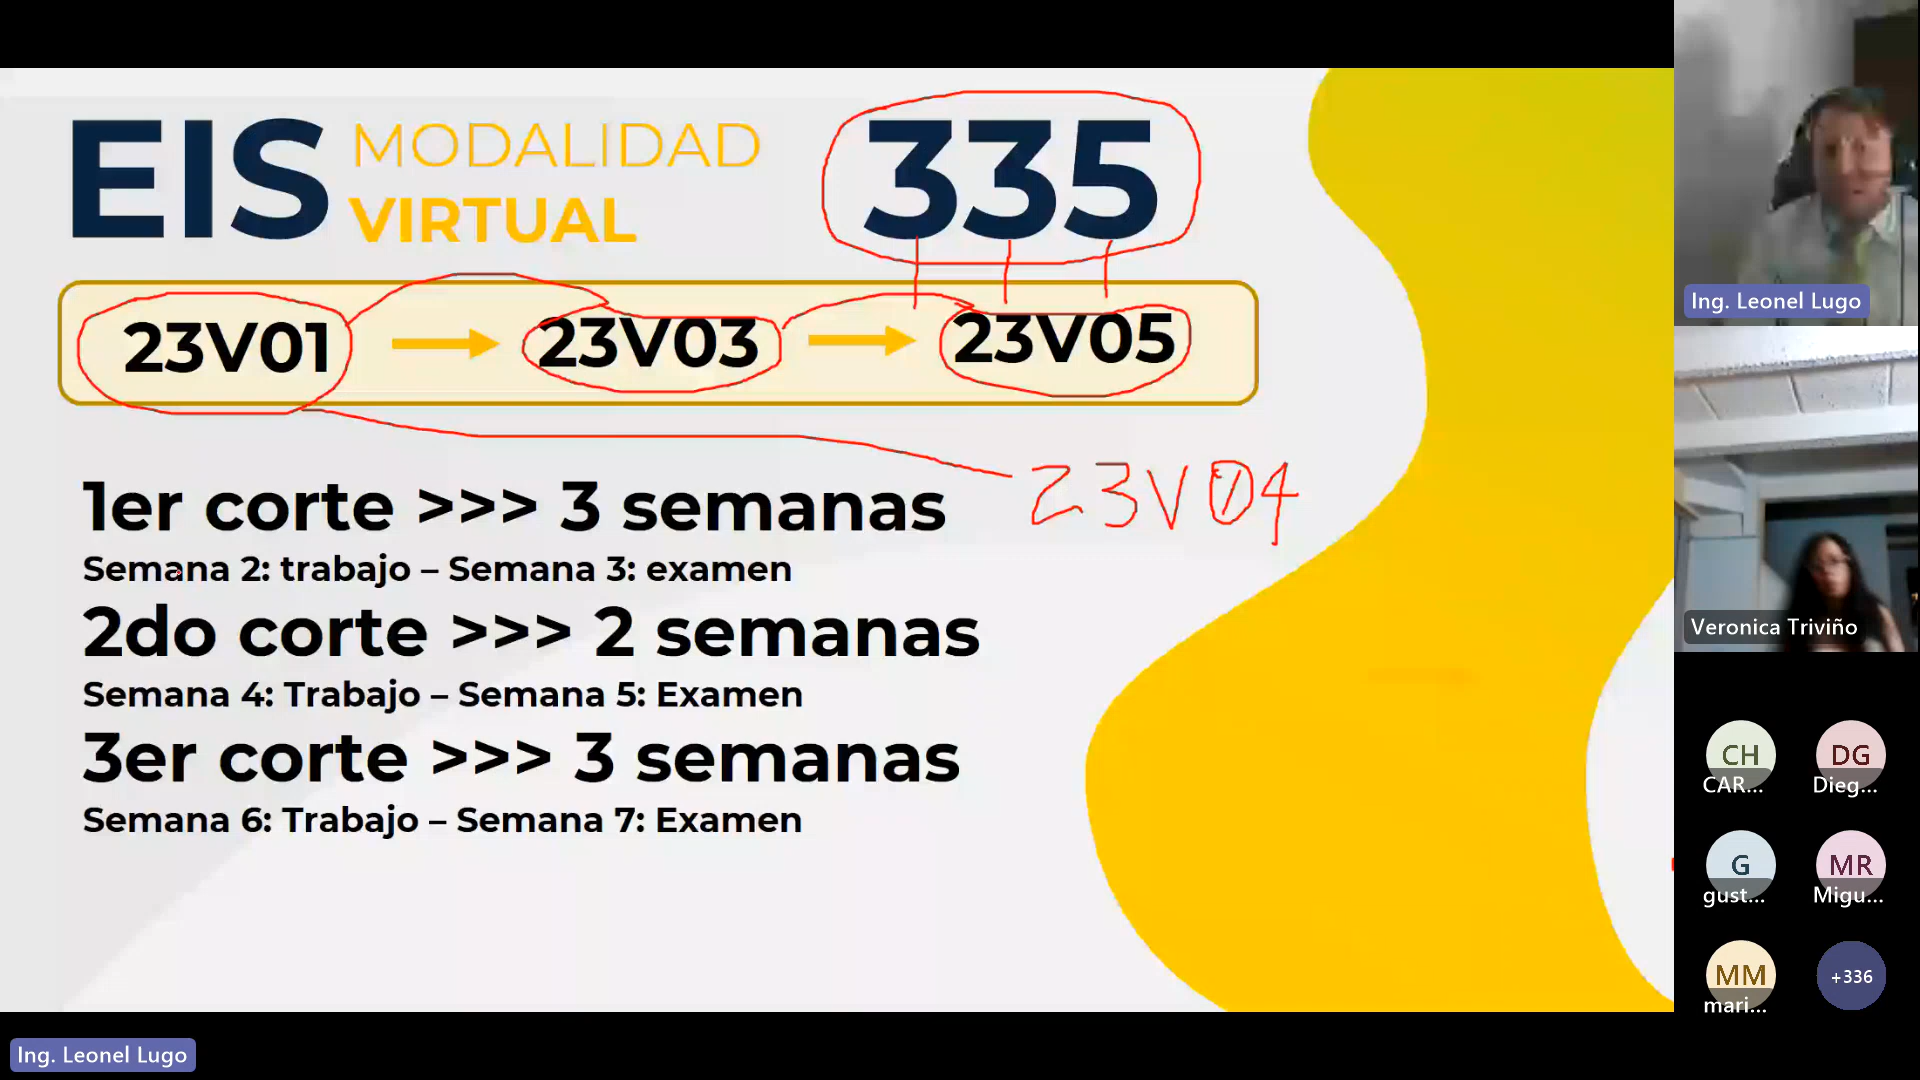 EIS MODALIDAD VIRTUAL
335
23V01 → 23V03 → 23V05
23V04
1er corte >>> 3 semanas
Semana 2: trabajo – Semana 3: examen
2do corte >>> 2 semanas
Semana 4: Trabajo – Semana 5: Examen
3er corte >>> 3 semanas
Semana 6: Trabajo – Semana 7: Examen
Ing. Leonel Lugo
Ing. Leonel Lugo
Veronica Triviño
CH
CAR...
DG
Dieg...
G
gust...
MR
Migu...
MM
mari...
+336